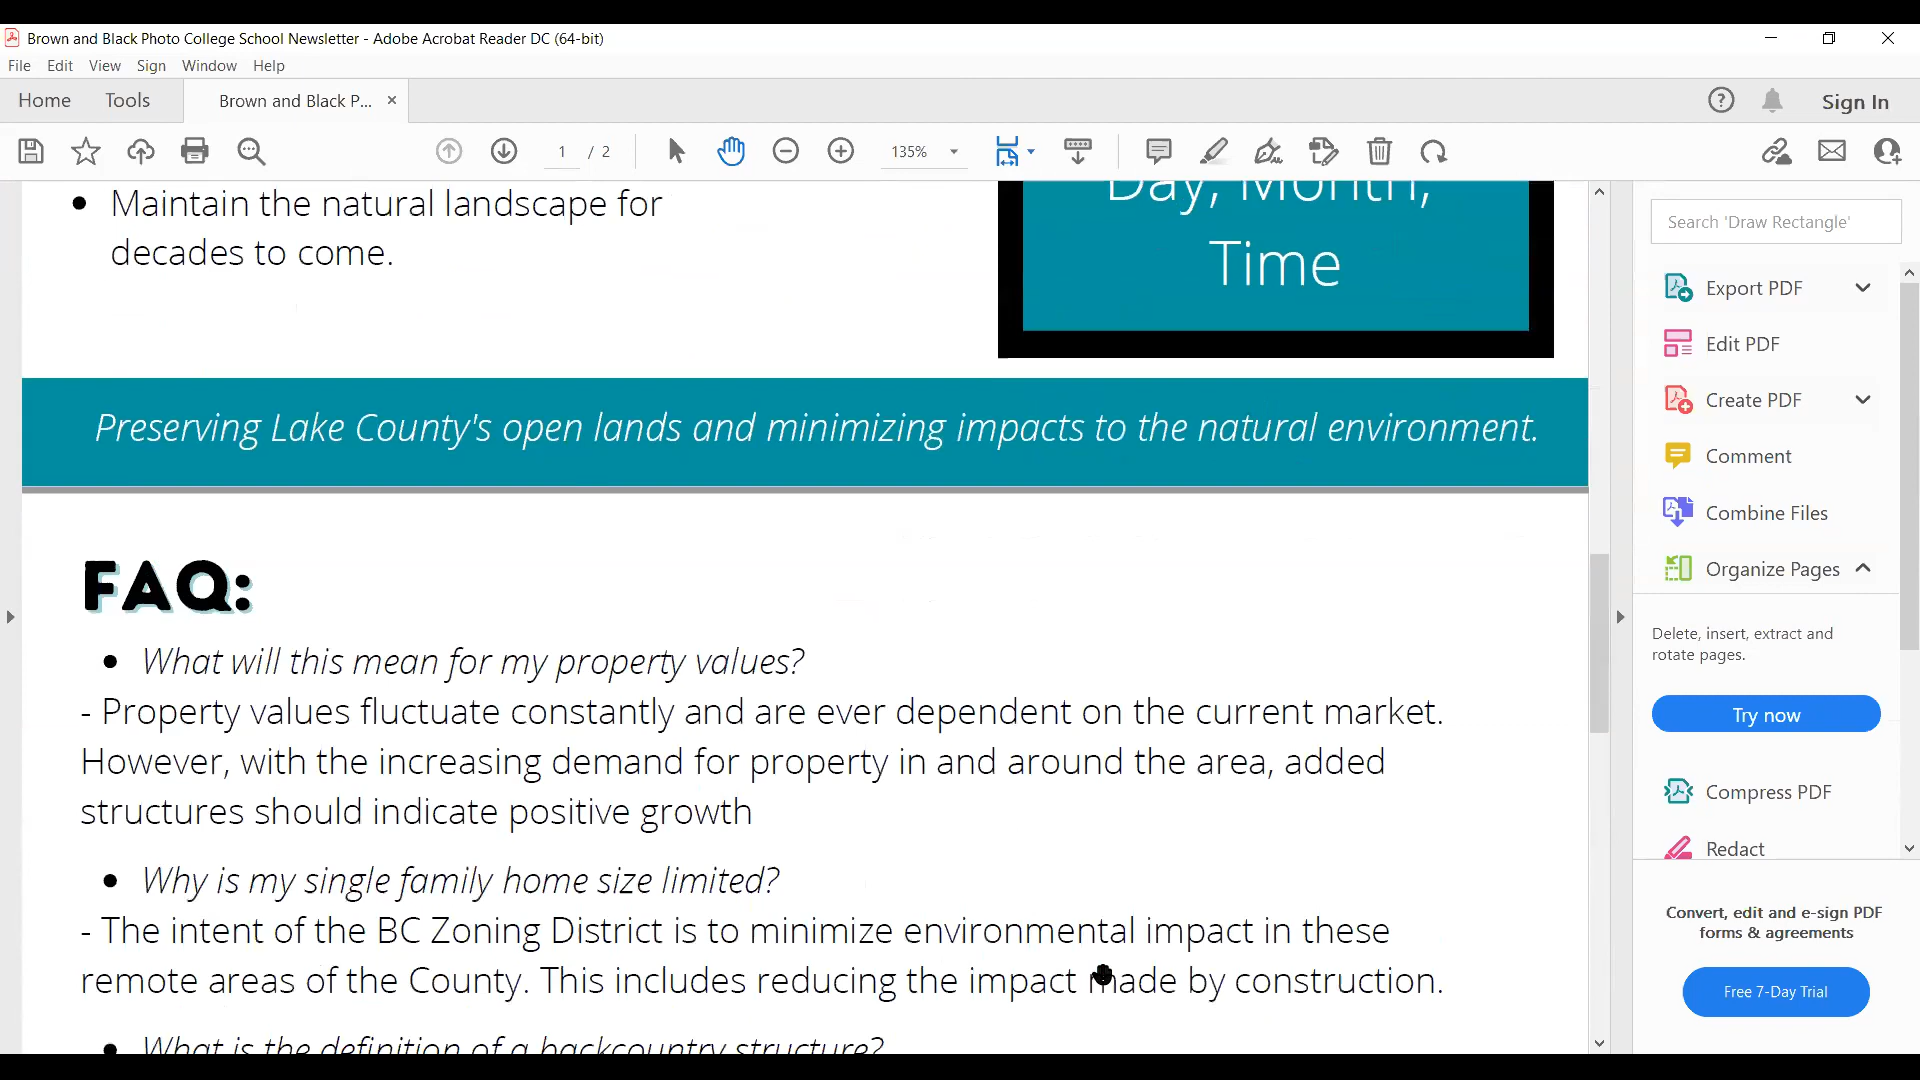 Brown and Black Photo College School Newsletter - Adobe Acrobat Reader DC (64-bit)
File Edit View Sign Window Help
Home Tools Brown and Black P... × Sign In
1 / 2 135%
Maintain the natural landscape for
decades to come.
Day, Month,
Time
Preserving Lake County's open lands and minimizing impacts to the natural environment.
FAQ:
What will this mean for my property values?
- Property values fluctuate constantly and are ever dependent on the current market.
However, with the increasing demand for property in and around the area, added
structures should indicate positive growth
Why is my single family home size limited?
- The intent of the BC Zoning District is to minimize environmental impact in these
remote areas of the County. This includes reducing the impact made by construction.
What is the definition of a backcountry structure?
Search 'Draw Rectangle'
Export PDF
Edit PDF
Create PDF
Comment
Combine Files
Organize Pages
Delete, insert, extract and
rotate pages.
Try now
Compress PDF
Redact
Convert, edit and e-sign PDF
forms & agreements
Free 7-Day Trial